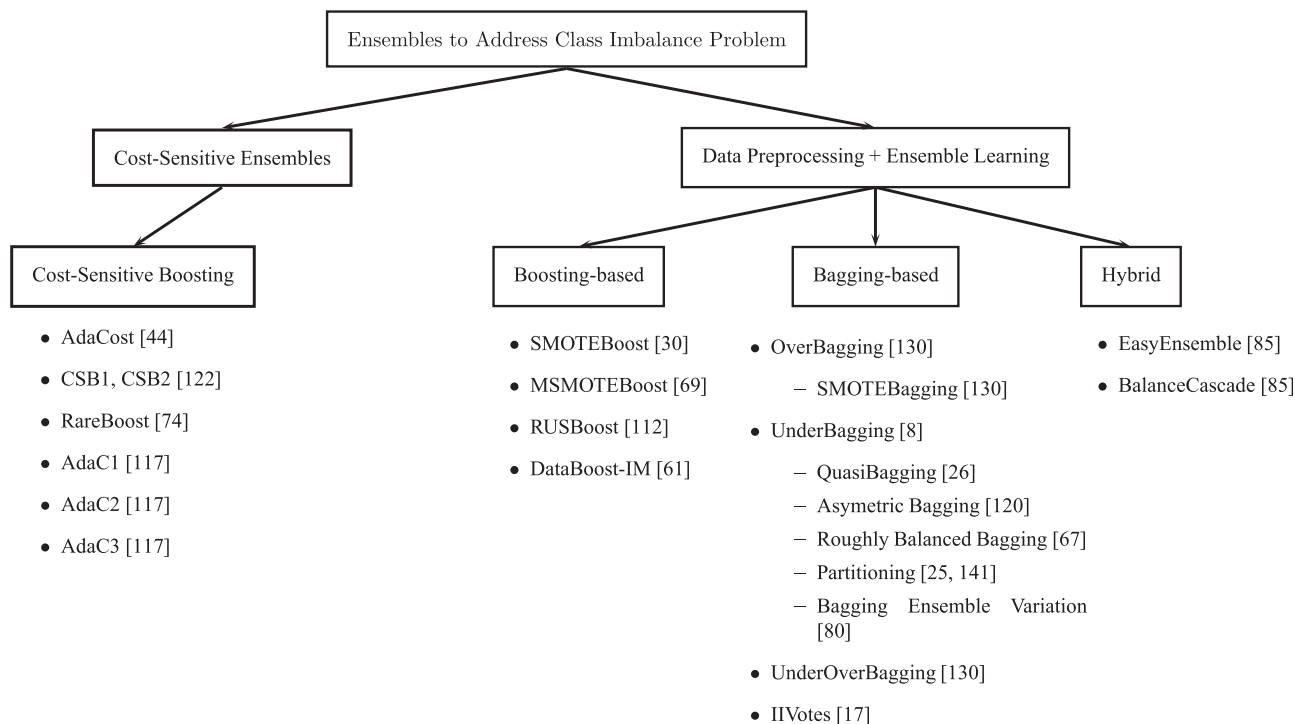 Ensembles to Address Class Imbalance Problem
Cost-Sensitive Ensembles
Data Preprocessing + Ensemble Learning
Cost-Sensitive Boosting
Boosting-based
Bagging-based
Hybrid
● AdaCost [44]
● CSB1, CSB2 [122]
● RareBoost [74]
● AdaC1 [117]
● AdaC2 [117]
● AdaC3 [117]
● SMOTEBoost [30]
● MSMOTEBoost [69]
● RUSBoost [112]
● DataBoost-IM [61]
● OverBagging [130]
– SMOTEBagging [130]
● UnderBagging [8]
– QuasiBagging [26]
– Asymetric Bagging [120]
– Roughly Balanced Bagging [67]
– Partitioning [25, 141]
– Bagging Ensemble Variation
[80]
● UnderOverBagging [130]
● IIVotes [17]
● EasyEnsemble [85]
● BalanceCascade [85]